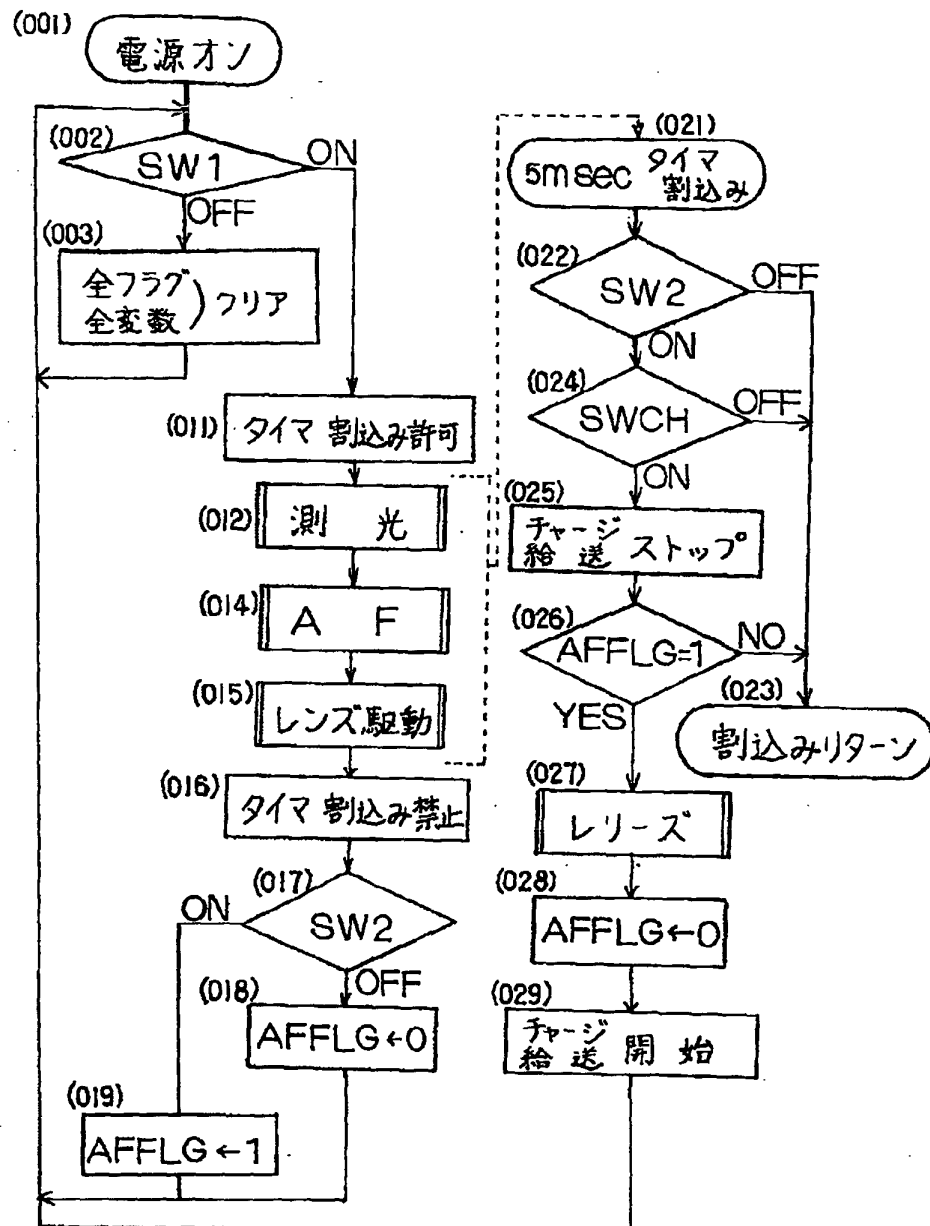 (001)
電源オン
(002)
SW1
ON
OFF
(003)
全フラグ
全変数
) クリア
(011)
タイマ 割込み許可
(012)
測 光
(014)
A F
(015)
レンズ駆動
(016)
タイマ 割込み禁止
(017)
SW2
ON
OFF
(018)
AFFLG←0
(019)
AFFLG←1
(021)
5msec タイマ
割込み
(022)
SW2
OFF
ON
(024)
SWCH
OFF
ON
(025)
チャージ
給送 ストップ
(026)
AFFLG=1
NO
YES
(023)
割込みリターン
(027)
レリーズ
(028)
AFFLG←0
(029)
チャージ
給送 開始